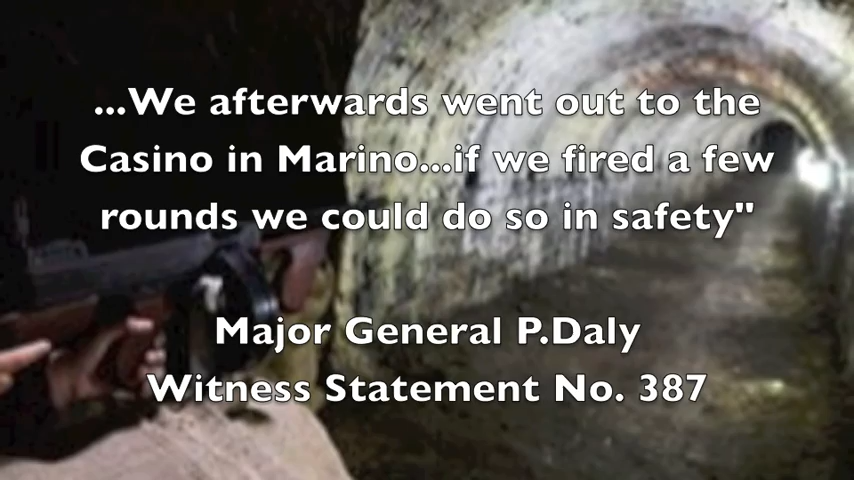 ...We afterwards went out to the
Casino in Marino...if we fired a few
rounds we could do so in safety"
Major General P.Daly
Witness Statement No. 387